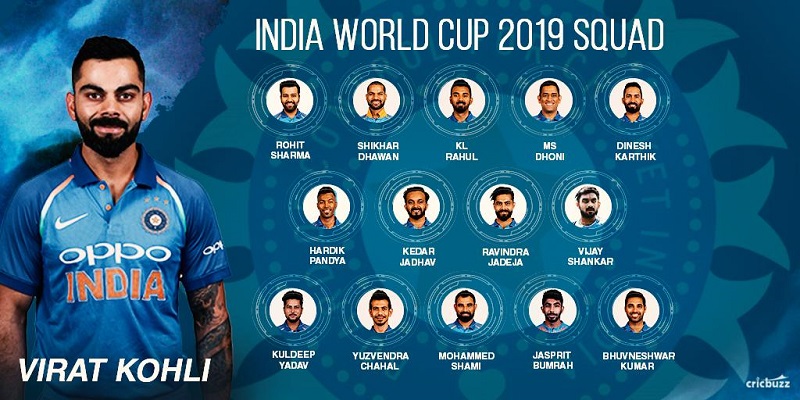 INDIA WORLD CUP 2019 SQUAD
ROHIT
SHARMA
SHIKHAR
DHAWAN
KL
RAHUL
MS
DHONI
DINESH
KARTHIK
HARDIK
PANDYA
KEDAR
JADHAV
RAVINDRA
JADEJA
VIJAY
SHANKAR
KULDEEP
YADAV
YUZVENDRA
CHAHAL
MOHAMMED
SHAMI
JASPRIT
BUMRAH
BHUVNESHWAR
KUMAR
oppo
INDIA
VIRAT KOHLI
cricbuzz